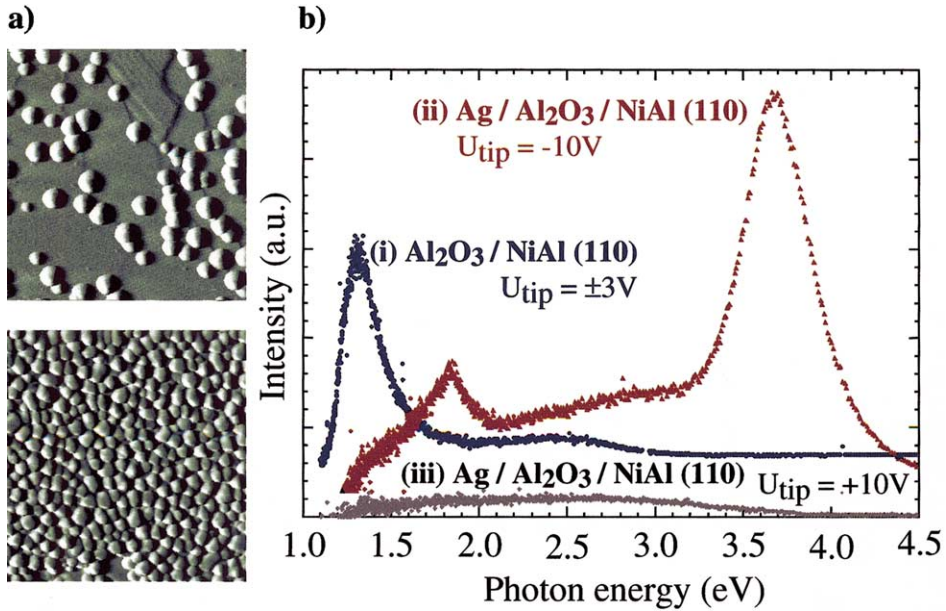 a)
b)
(ii) Ag / Al₂O₃ / NiAl (110)
Utip = -10V
(i) Al₂O₃ / NiAl (110)
Utip = ±3V
(iii) Ag / Al₂O₃ / NiAl (110) Utip = +10V
Intensity (a.u.)
1.0 1.5 2.0 2.5 3.0 3.5 4.0 4.5
Photon energy (eV)